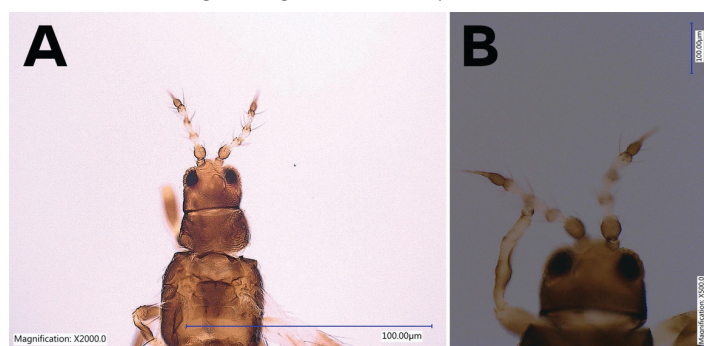 A
Magnification: X2000.0
100.00μm
B
100.00μm
Magnification: X500.0